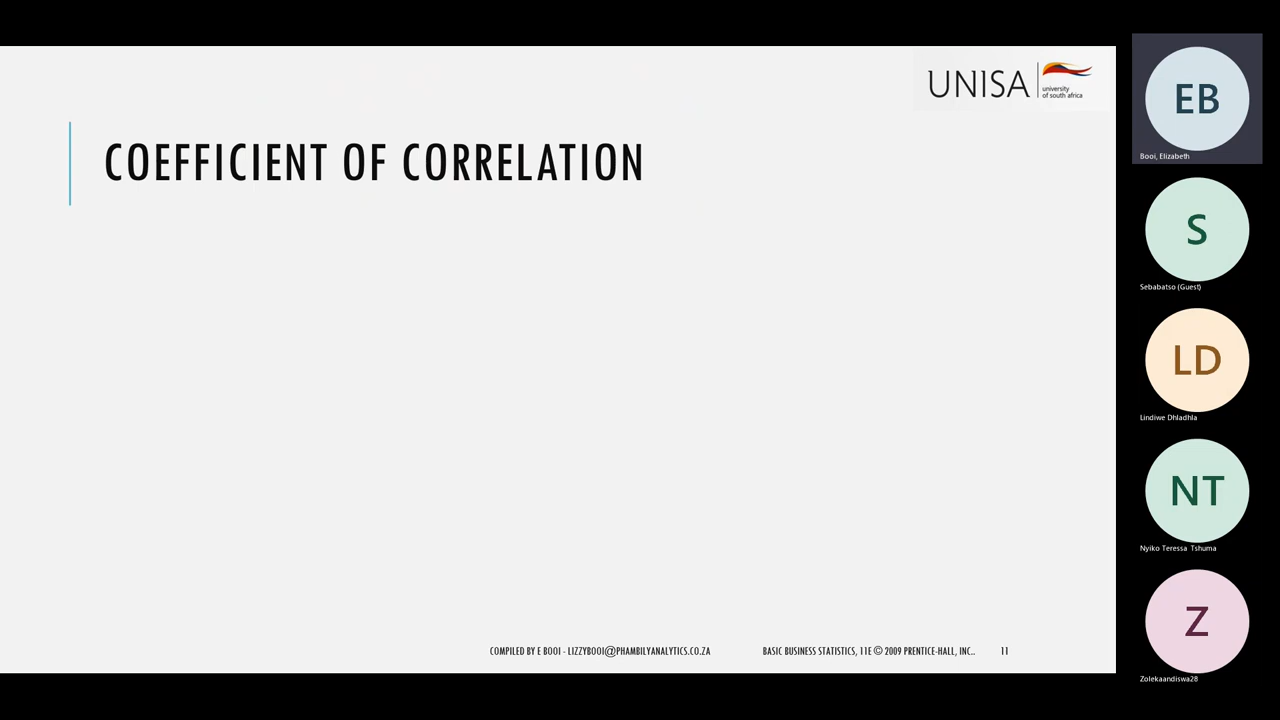 UNISA
university
of south africa
COEFFICIENT OF CORRELATION
COMPILED BY E BOOI - LIZZYBOOI@PHAMBILYANALYTICS.CO.ZA
BASIC BUSINESS STATISTICS, 11E © 2009 PRENTICE-HALL, INC..
11
EB
Booi, Elizabeth
S
Sebabatso (Guest)
LD
Lindiwe Dhladhla
NT
Nyiko Teressa Tshuma
Z
Zolekaandiswa28